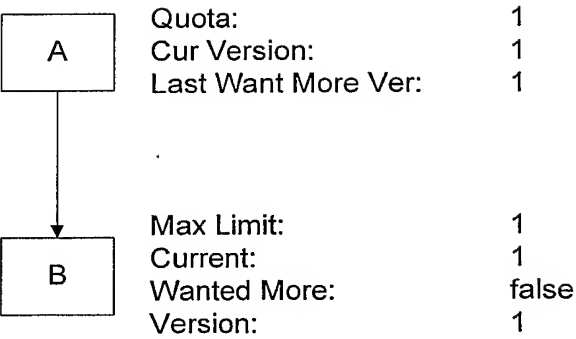 A
Quota: 1
Cur Version: 1
Last Want More Ver: 1
B
Max Limit: 1
Current: 1
Wanted More: false
Version: 1